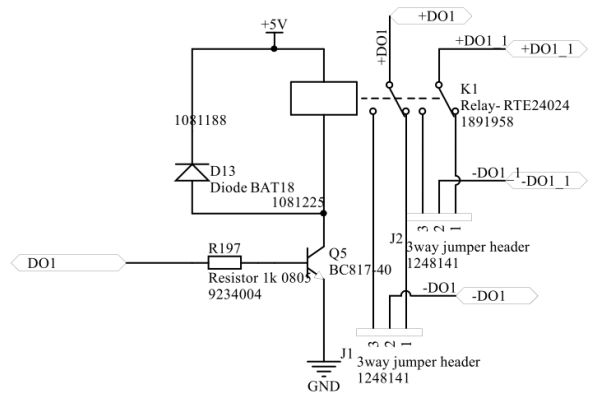 +5V
+DO1
+DO1
+DO1_1
+DO1_1
K1
Relay- RTE24024
1891958
1081188
D13
Diode BAT18
1081225
-DO1_1
-DO1_1
3
2
1
J2
3way jumper header
1248141
R197
Resistor 1k 0805
9234004
Q5
BC817-40
DO1
-DO1
-DO1
3
2
1
J1
3way jumper header
1248141
GND